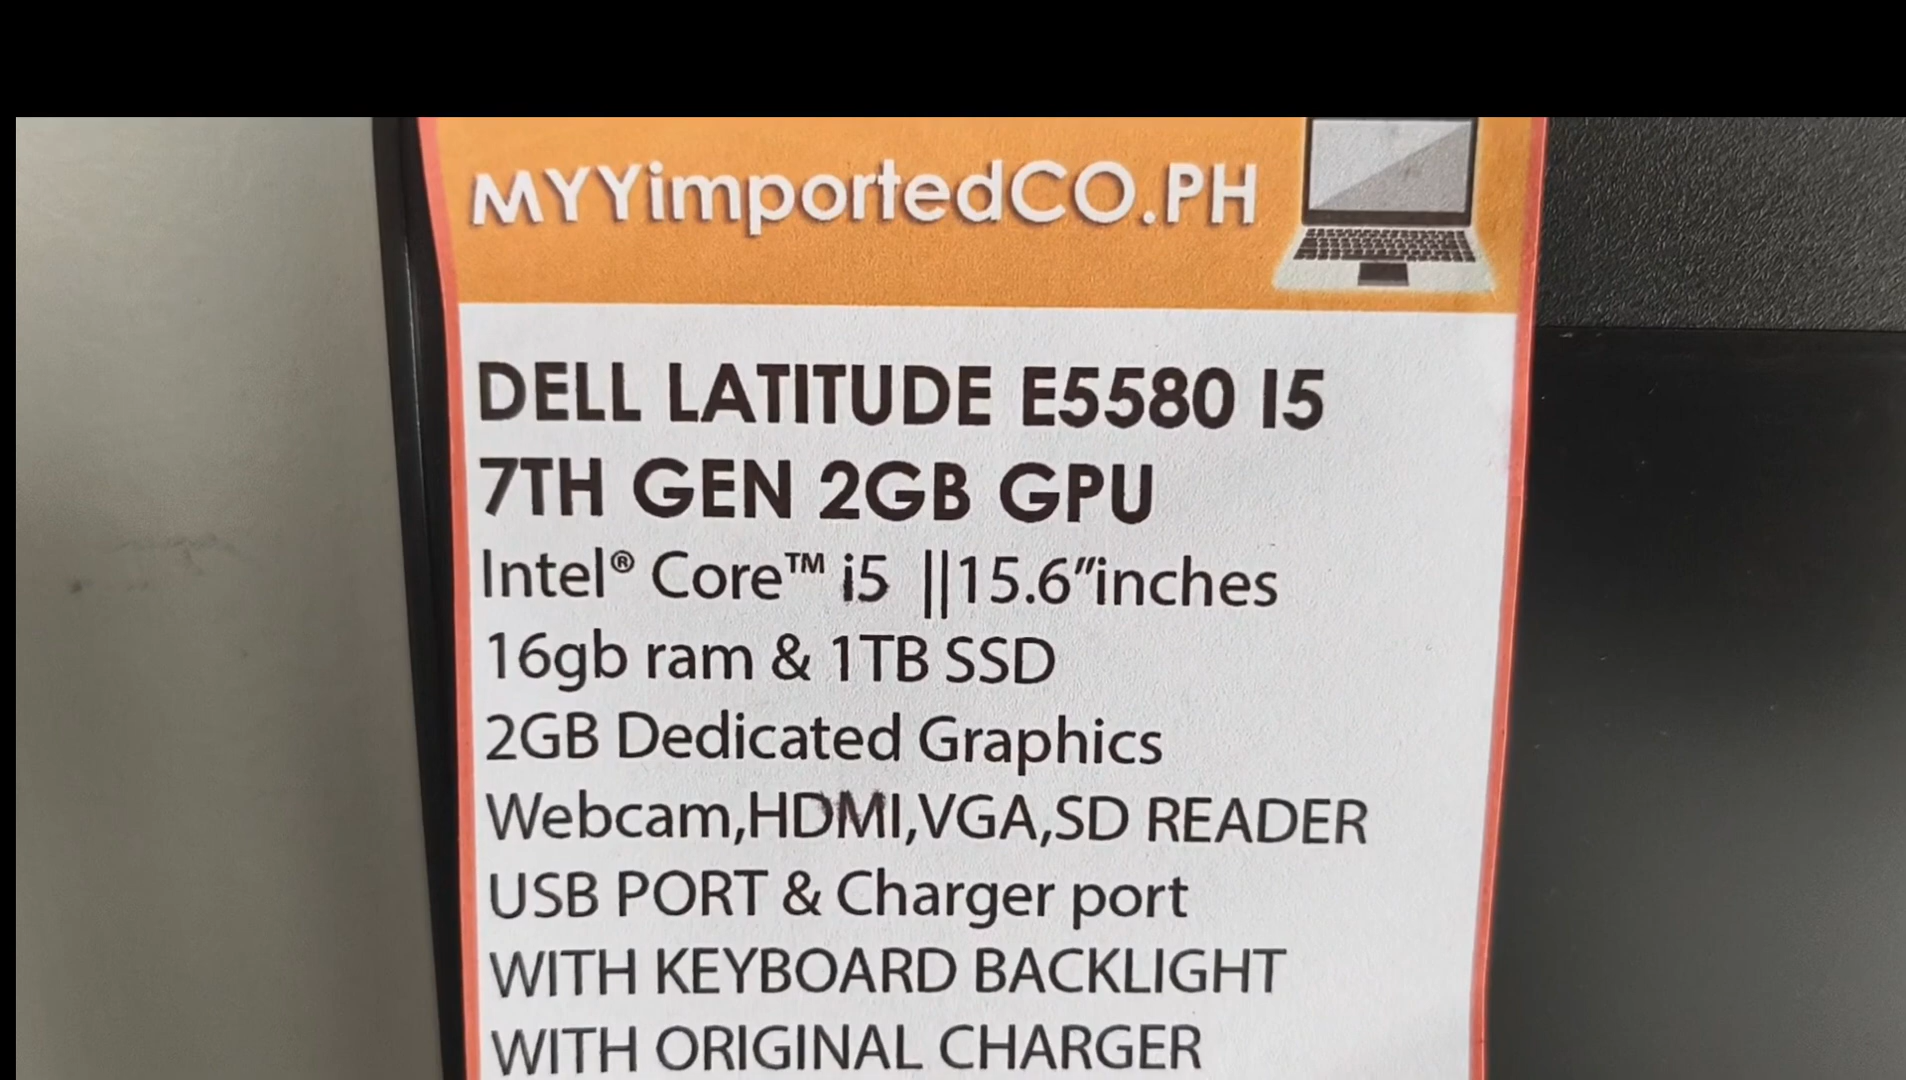 MYYimportedCO.PH
DELL LATITUDE E5580 I5
7TH GEN 2GB GPU
Intel® Core™ i5 ||15.6"inches
16gb ram & 1TB SSD
2GB Dedicated Graphics
Webcam,HDMI,VGA,SD READER
USB PORT & Charger port
WITH KEYBOARD BACKLIGHT
WITH ORIGINAL CHARGER